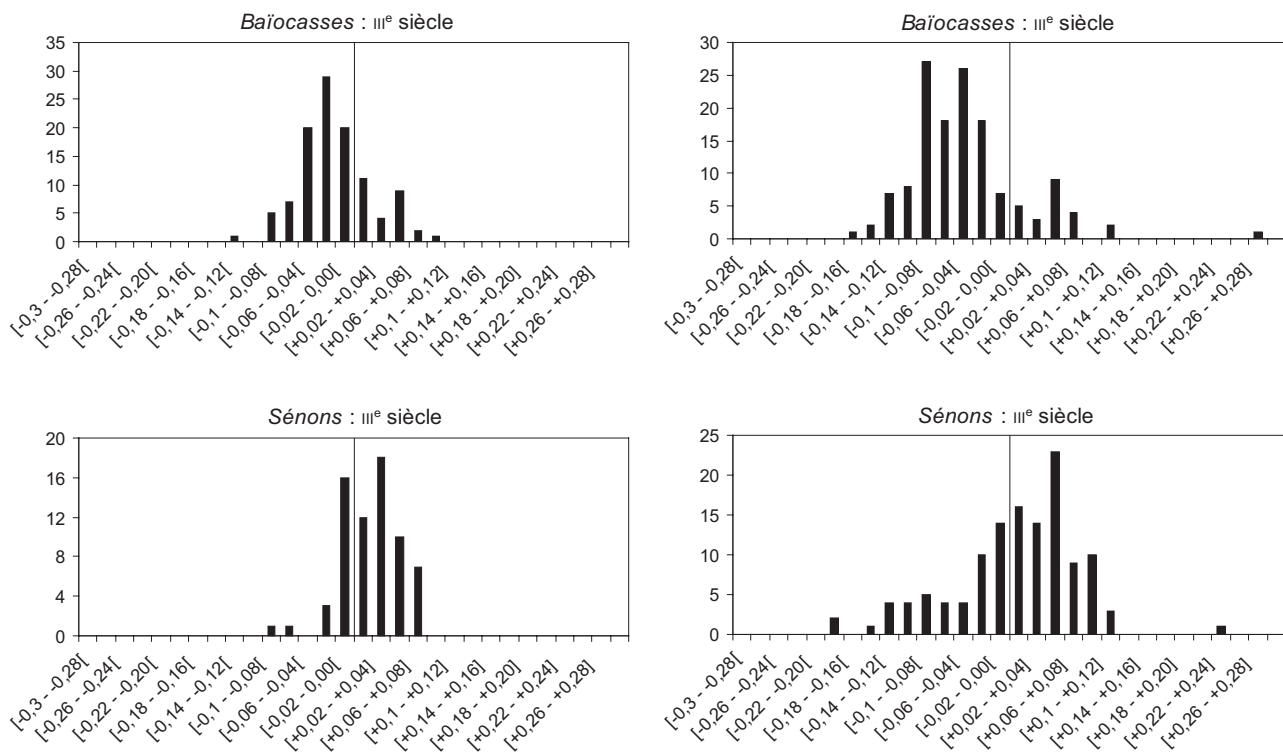 Baïocasses : IIIe siècle
35
30
25
20
15
10
5
0
[-0,3 - -0,28[
[-0,26 - -0,24[
[-0,22 - -0,20[
[-0,18 - -0,16[
[-0,14 - -0,12[
[-0,1 - -0,08[
[-0,06 - -0,04[
[-0,02 - 0,00[
[+0,02 - +0,04[
[+0,06 - +0,08[
[+0,1 - +0,12[
[+0,14 - +0,16[
[+0,18 - +0,20[
[+0,22 - +0,24[
[+0,26 - +0,28[
Baïocasses : IIIe siècle
30
25
20
15
10
5
0
[-0,3 - -0,28[
[-0,26 - -0,24[
[-0,22 - -0,20[
[-0,18 - -0,16[
[-0,14 - -0,12[
[-0,1 - -0,08[
[-0,06 - -0,04[
[-0,02 - 0,00[
[+0,02 - +0,04[
[+0,06 - +0,08[
[+0,1 - +0,12[
[+0,14 - +0,16[
[+0,18 - +0,20[
[+0,22 - +0,24[
[+0,26 - +0,28[
Sénons : IIIe siècle
20
16
12
8
4
0
[-0,3 - -0,28[
[-0,26 - -0,24[
[-0,22 - -0,20[
[-0,18 - -0,16[
[-0,14 - -0,12[
[-0,1 - -0,08[
[-0,06 - -0,04[
[-0,02 - 0,00[
[+0,02 - +0,04[
[+0,06 - +0,08[
[+0,1 - +0,12[
[+0,14 - +0,16[
[+0,18 - +0,20[
[+0,22 - +0,24[
[+0,26 - +0,28[
Sénons : IIIe siècle
25
20
15
10
5
0
[-0,3 - -0,28[
[-0,26 - -0,24[
[-0,22 - -0,20[
[-0,18 - -0,16[
[-0,14 - -0,12[
[-0,1 - -0,08[
[-0,06 - -0,04[
[-0,02 - 0,00[
[+0,02 - +0,04[
[+0,06 - +0,08[
[+0,1 - +0,12[
[+0,14 - +0,16[
[+0,18 - +0,20[
[+0,22 - +0,24[
[+0,26 - +0,28[